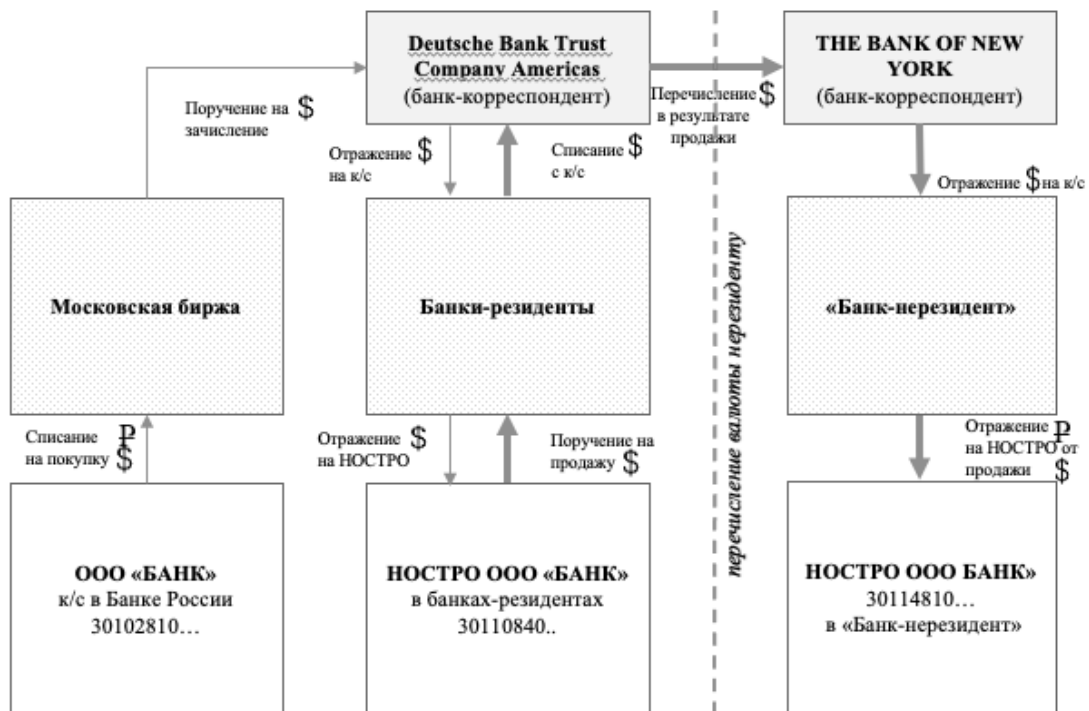 Deutsche Bank Trust
Company Americas
(банк-корреспондент)
THE BANK OF NEW
YORK
(банк-корреспондент)
Поручение на $
зачисление
Перечисление $
в результате
продажи
Отражение $
на к/с
Списание $
с к/с
Отражение $ на к/с
Московская биржа
Банки-резиденты
перечисление валюты нерезиденту
«Банк-нерезидент»
Списание ₽
на покупку $
Отражение $
на НОСТРО
Поручение на
продажу $
Отражение ₽
на НОСТРО от
продажи $
ООО «БАНК»
к/с в Банке России
30102810…
НОСТРО ООО «БАНК»
в банках-резидентах
30110840..
НОСТРО ООО БАНК»
30114810…
в «Банк-нерезидент»